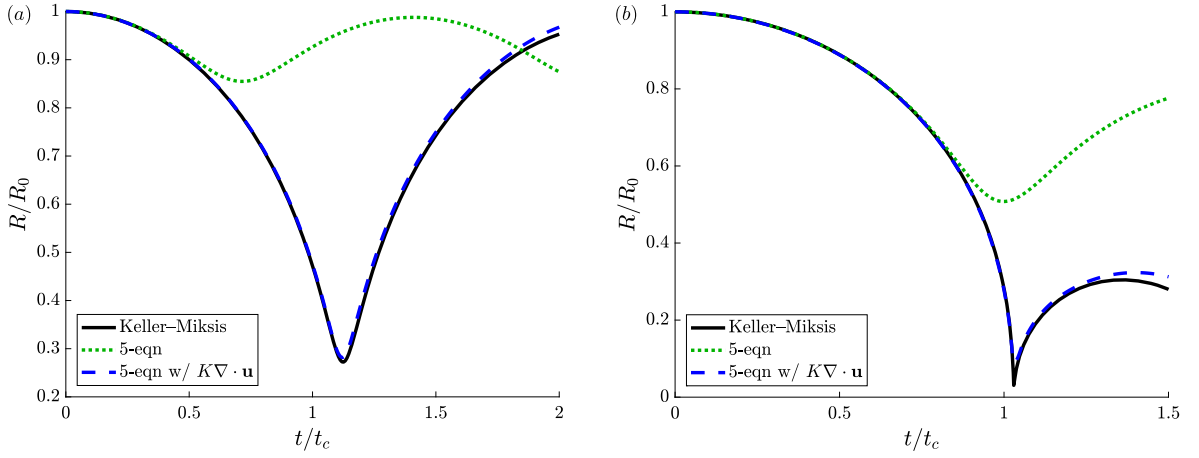 (a)
1
0.9
0.8
0.7
0.6
0.5
0.4
0.3
0.2
R/R₀
0 0.5 1 1.5 2
t/t_c
Keller–Miksis
5-eqn
5-eqn w/ K∇ · u
(b)
1
0.8
0.6
0.4
0.2
0
R/R₀
0 0.5 1 1.5
t/t_c
Keller–Miksis
5-eqn
5-eqn w/ K∇ · u